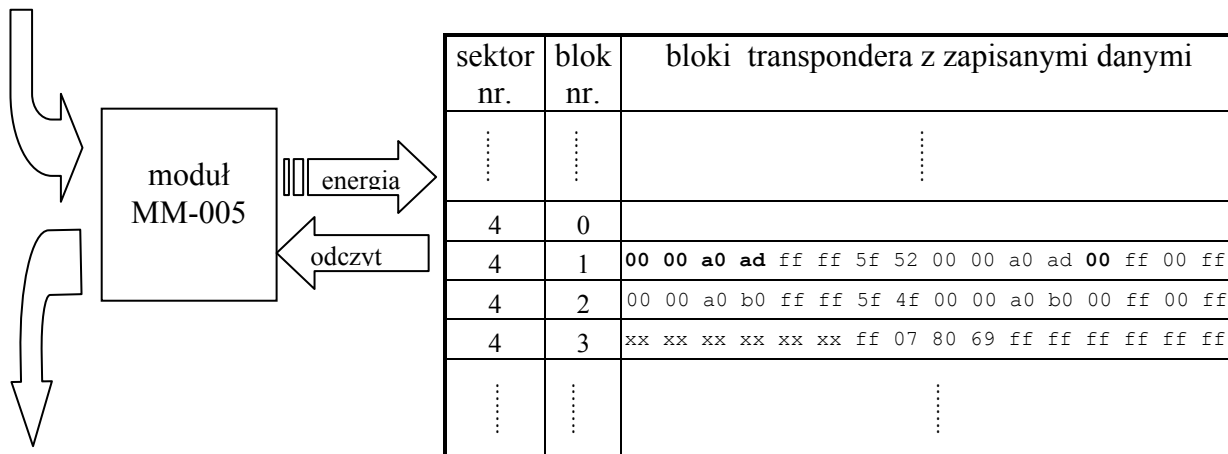 moduł
MM-005
energia
odczyt
sektor nr. blok nr. bloki transpondera z zapisanymi danymi
4 0
4 1 00 00 a0 ad ff ff 5f 52 00 00 a0 ad 00 ff 00 ff
4 2 00 00 a0 b0 ff ff 5f 4f 00 00 a0 b0 00 ff 00 ff
4 3 xx xx xx xx xx xx ff 07 80 69 ff ff ff ff ff ff